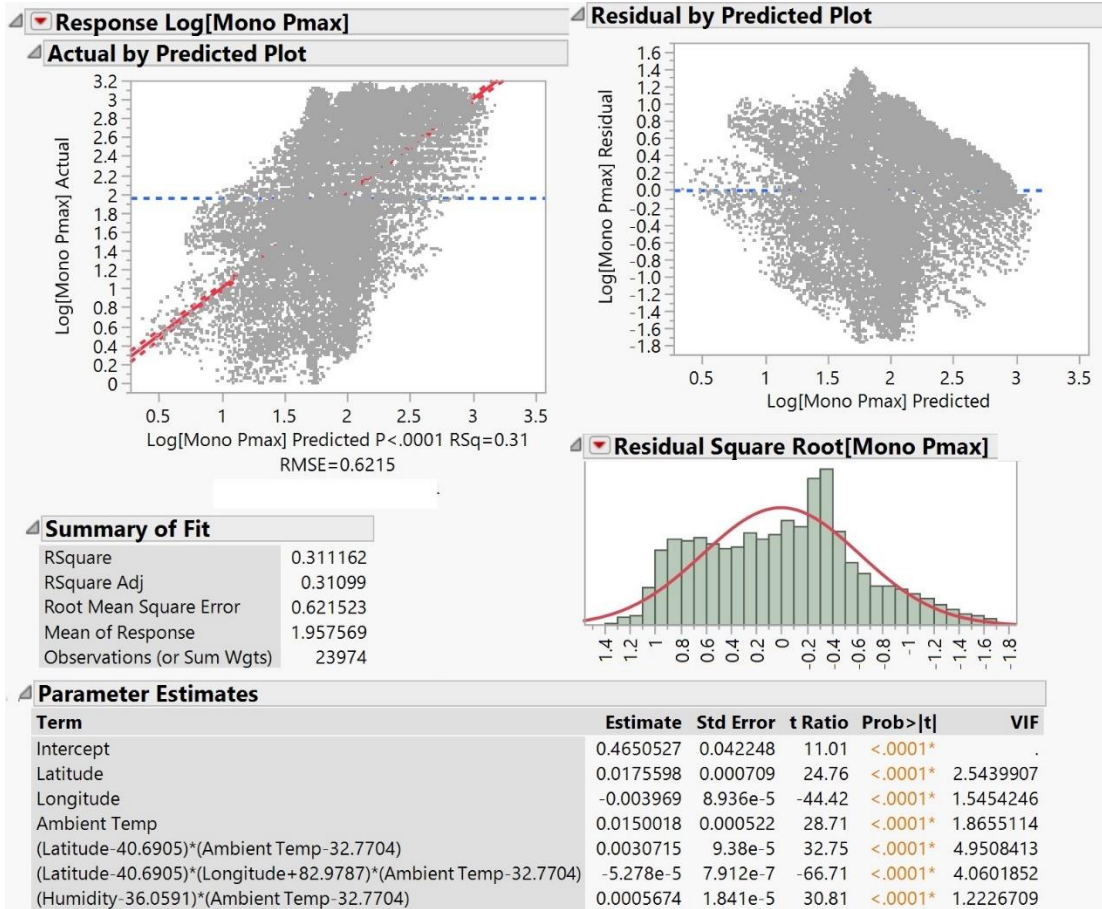 Response Log[Mono Pmax]
Actual by Predicted Plot
Log[Mono Pmax] Actual
3.2
3
2.8
2.6
2.4
2.2
2
1.8
1.6
1.4
1.2
1
0.8
0.6
0.4
0.2
0
0.5 1 1.5 2 2.5 3 3.5
Log[Mono Pmax] Predicted P<.0001 RSq=0.31
RMSE=0.6215
Residual by Predicted Plot
Log[Mono Pmax] Residual
1.6
1.4
1.2
1.0
0.8
0.6
0.4
0.2
0.0
-0.2
-0.4
-0.6
-0.8
-1.0
-1.2
-1.4
-1.6
-1.8
0.5 1 1.5 2 2.5 3 3.5
Log[Mono Pmax] Predicted
Residual Square Root[Mono Pmax]
1.4 1.2 1 0.8 0.6 0.4 0.2 0 -0.2 -0.4 -0.6 -0.8 -1 -1.2 -1.4 -1.6 -1.8
Summary of Fit
RSquare 0.311162
RSquare Adj 0.31099
Root Mean Square Error 0.621523
Mean of Response 1.957569
Observations (or Sum Wgts) 23974
Parameter Estimates
Term Estimate Std Error t Ratio Prob>|t| VIF
Intercept 0.4650527 0.042248 11.01 <.0001* .
Latitude 0.0175598 0.000709 24.76 <.0001* 2.5439907
Longitude -0.003969 8.936e-5 -44.42 <.0001* 1.5454246
Ambient Temp 0.0150018 0.000522 28.71 <.0001* 1.8655114
(Latitude-40.6905)*(Ambient Temp-32.7704) 0.0030715 9.38e-5 32.75 <.0001* 4.9508413
(Latitude-40.6905)*(Longitude+82.9787)*(Ambient Temp-32.7704) -5.278e-5 7.912e-7 -66.71 <.0001* 4.0601852
(Humidity-36.0591)*(Ambient Temp-32.7704) 0.0005674 1.841e-5 30.81 <.0001* 1.2226709